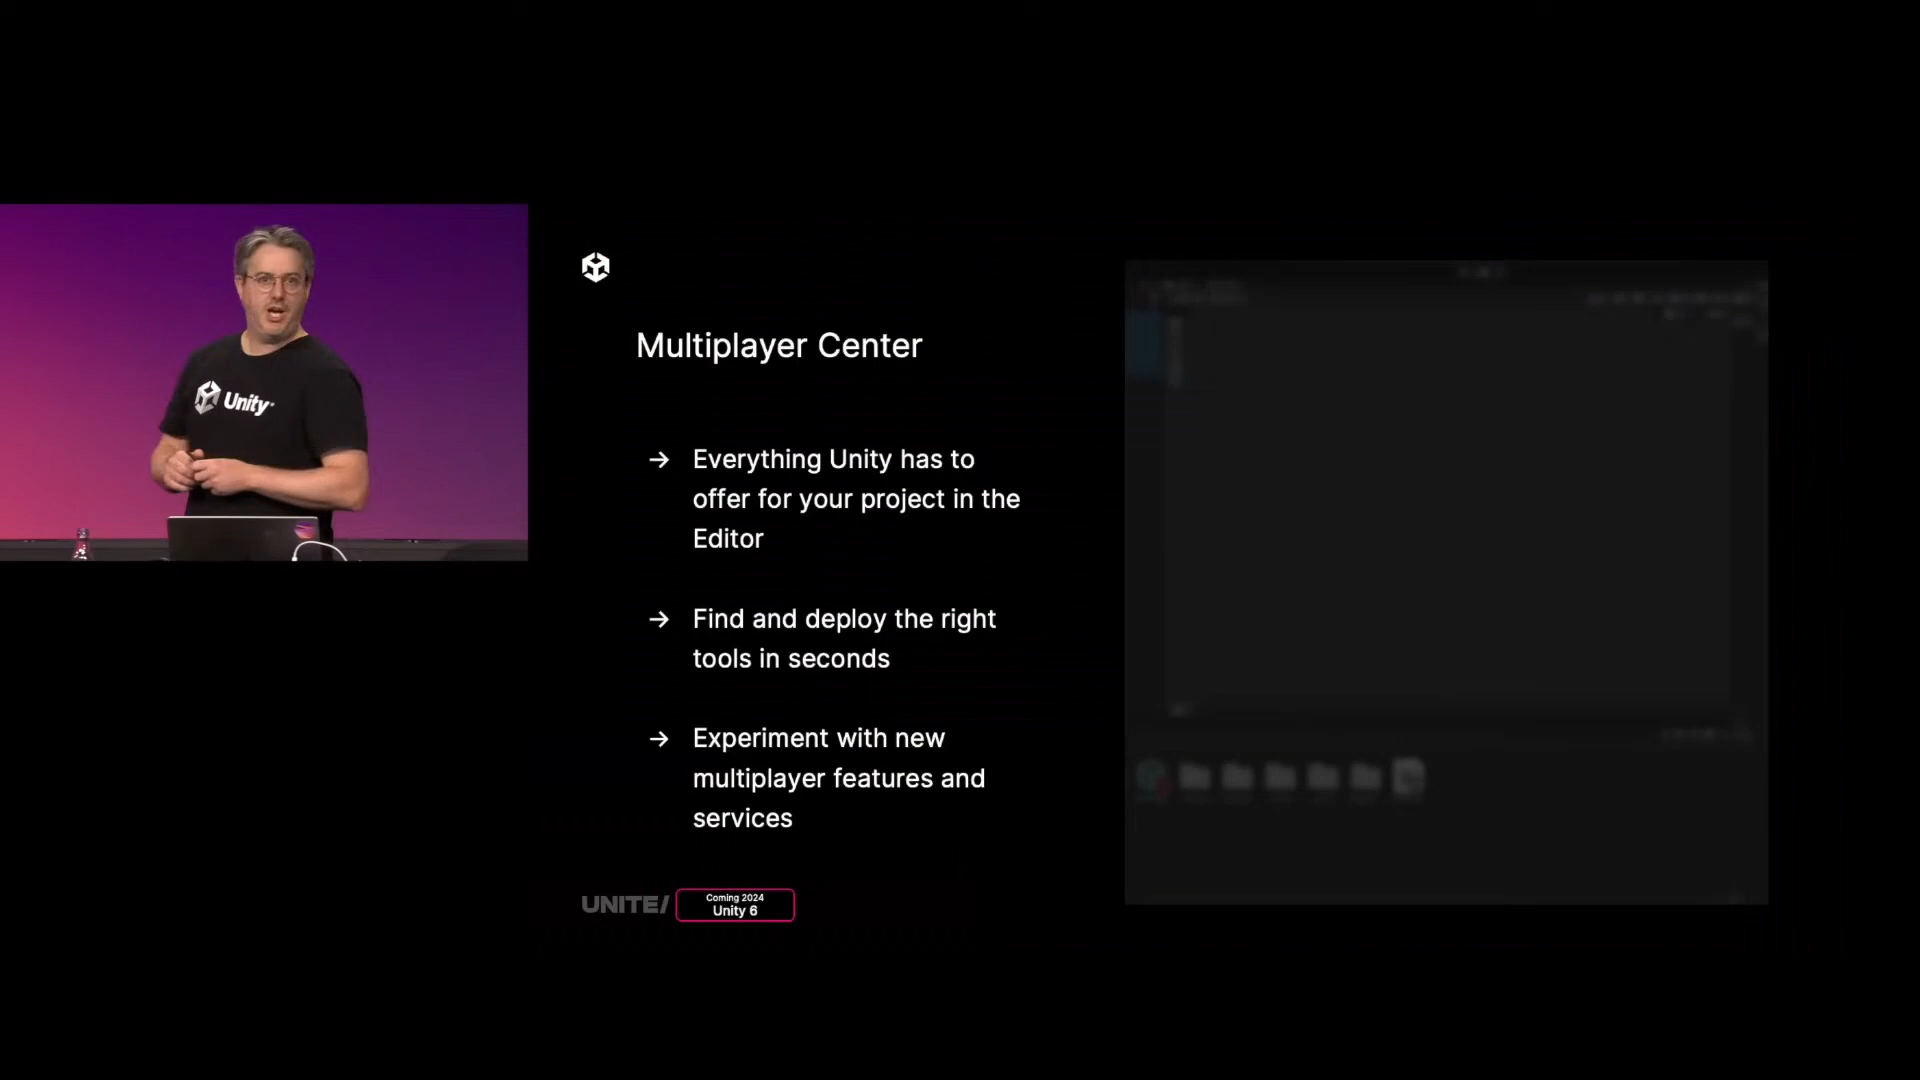 Unity
Multiplayer Center
→ Everything Unity has to
offer for your project in the
Editor
→ Find and deploy the right
tools in seconds
→ Experiment with new
multiplayer features and
services
UNITE/
Coming 2024
Unity 6